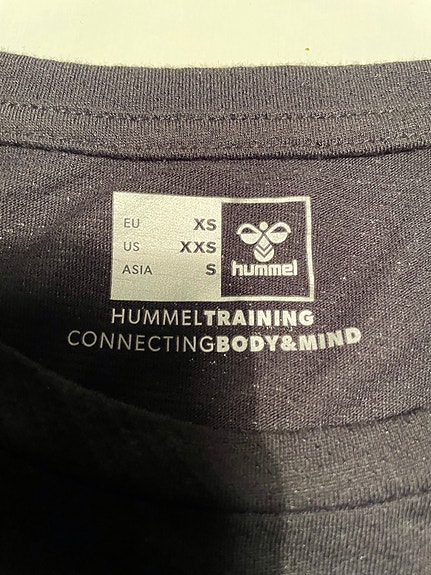 EU XS
US XXS
ASIA S
hummel
HUMMELTRAINING
CONNECTINGBODY&MIND